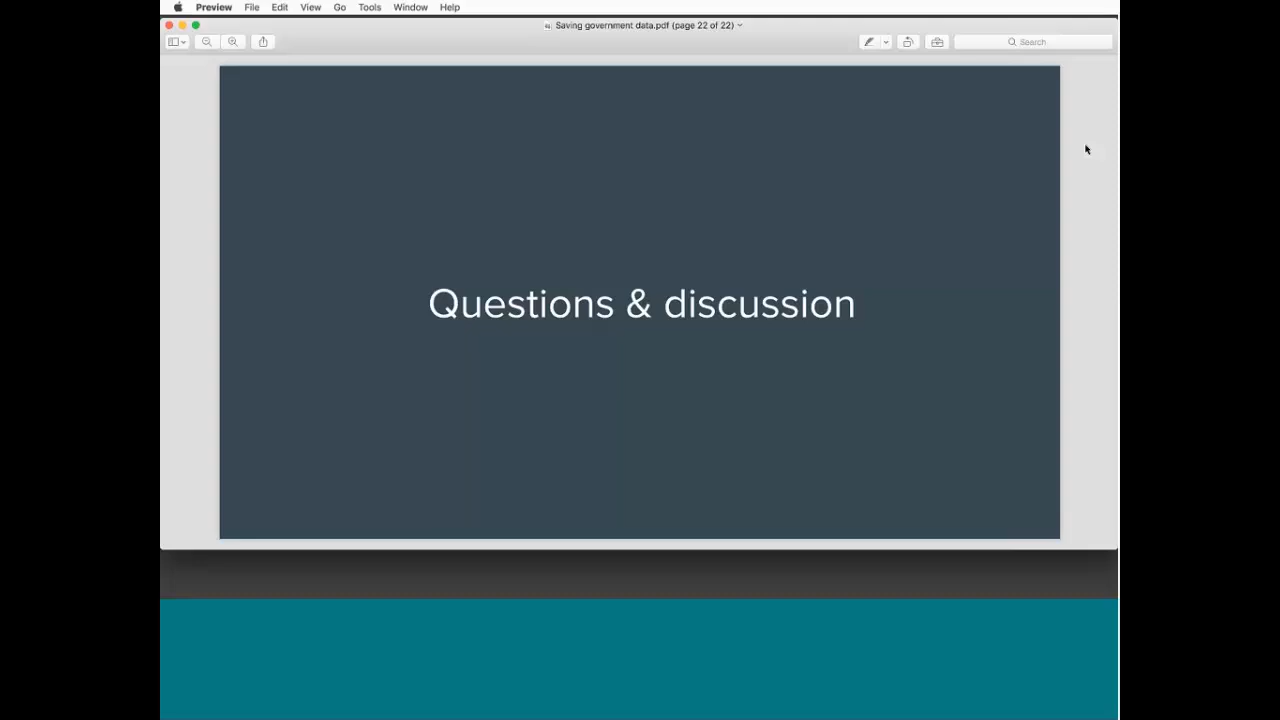 Preview File Edit View Go Tools Window Help
Saving government data.pdf (page 22 of 22)
Search
Questions & discussion